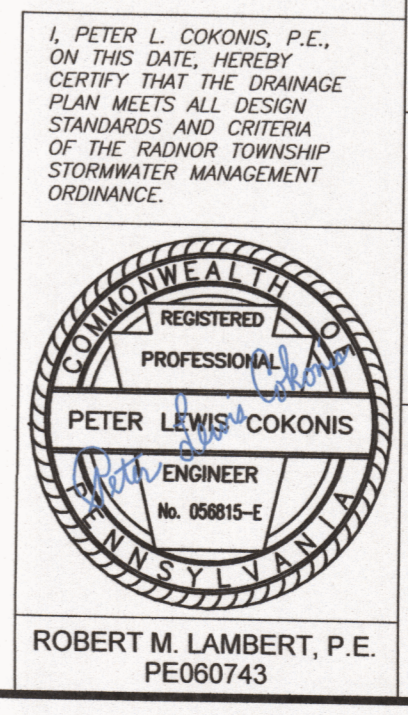 I, PETER L. COKONIS, P.E.,
ON THIS DATE, HEREBY
CERTIFY THAT THE DRAINAGE
PLAN MEETS ALL DESIGN
STANDARDS AND CRITERIA
OF THE RADNOR TOWNSHIP
STORMWATER MANAGEMENT
ORDINANCE.
COMMONWEALTH OF
REGISTERED
PROFESSIONAL
PETER LEWIS COKONIS
Peter Lewis Cokonis
ENGINEER
No. 056815-E
PENNSYLVANIA
ROBERT M. LAMBERT, P.E.
PE060743